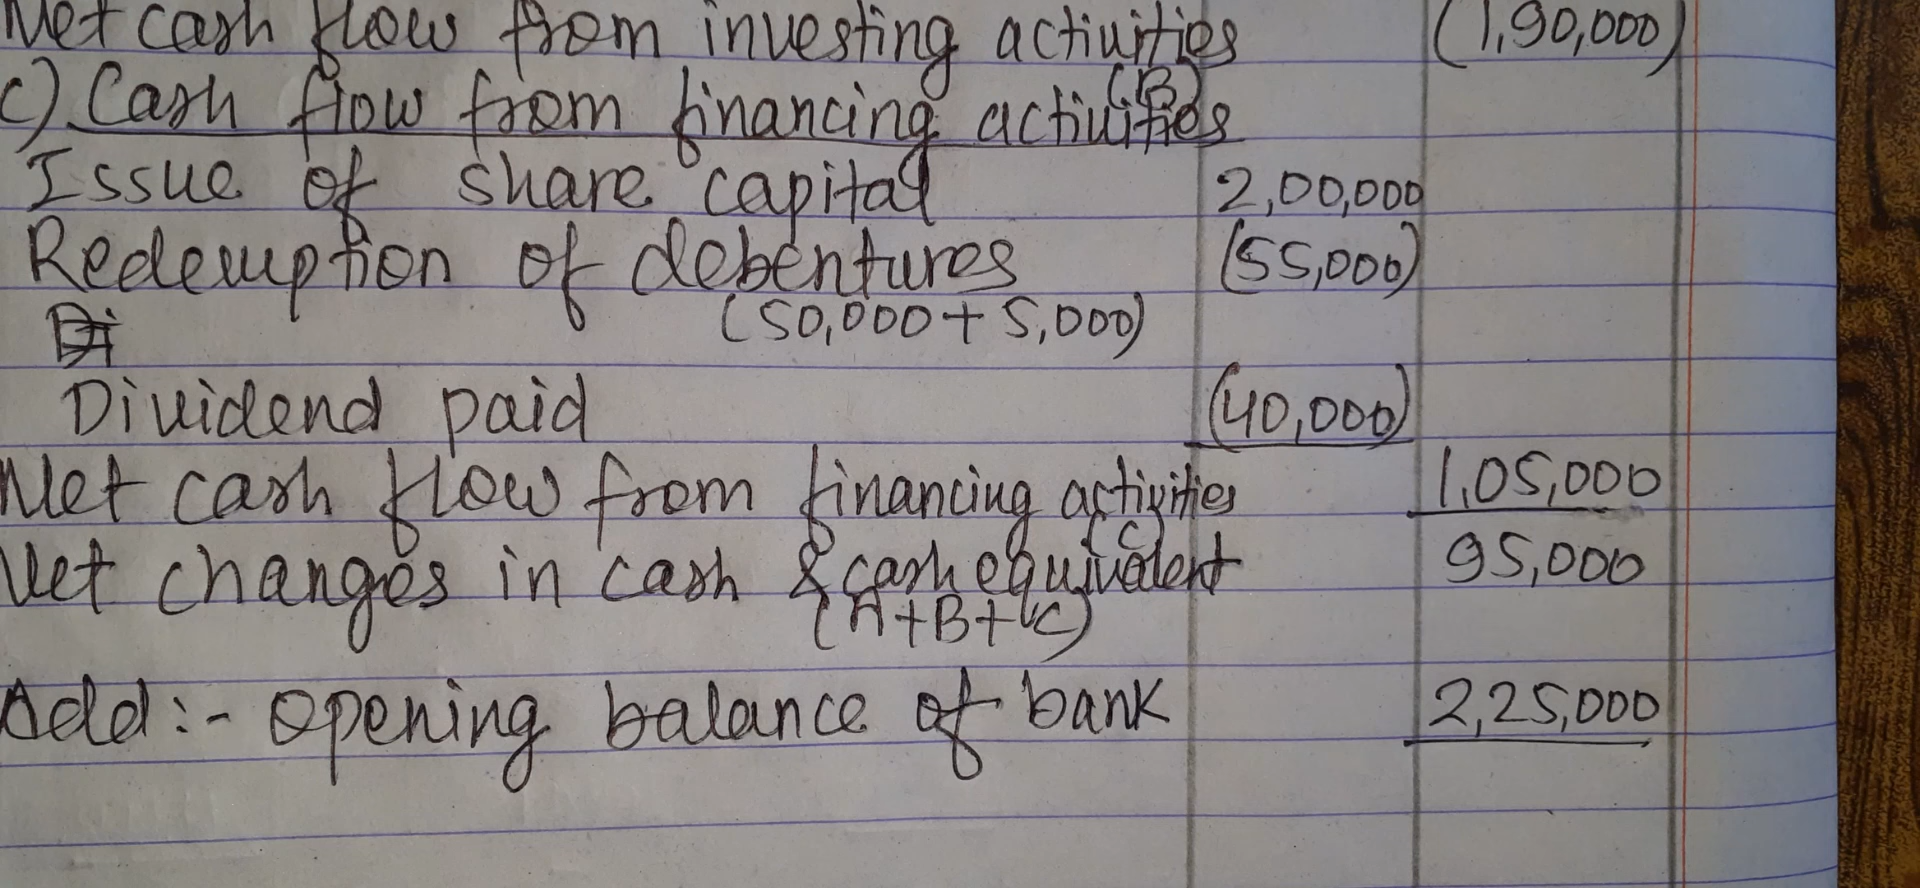 Net cash flow from investing activities (1,90,000)
(B)
C) Cash flow from financing activities
Issue of share capital 2,00,000
Redemption of debentures (55,000)
(50,000 + 5,000)
Di
Dividend paid (40,000)
Net cash flow from financing activities 1,05,000
(C)
Net changes in cash & cash equivalent 95,000
(A+B+C)
Add:- Opening balance of bank 2,25,000